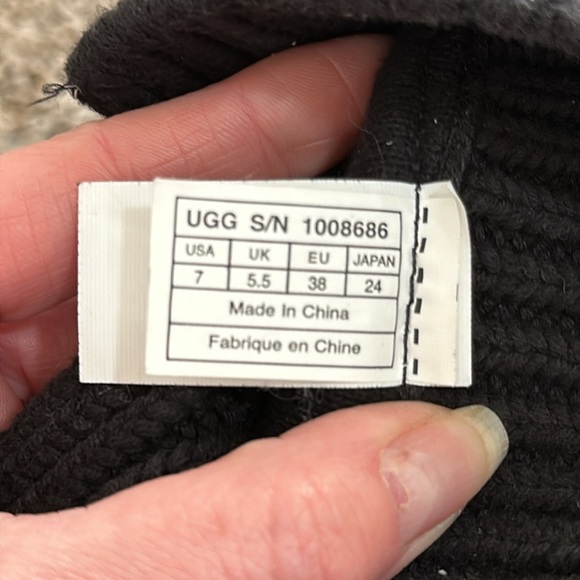 UGG S/N 1008686
USA UK EU JAPAN
7 5.5 38 24
Made In China
Fabrique en Chine